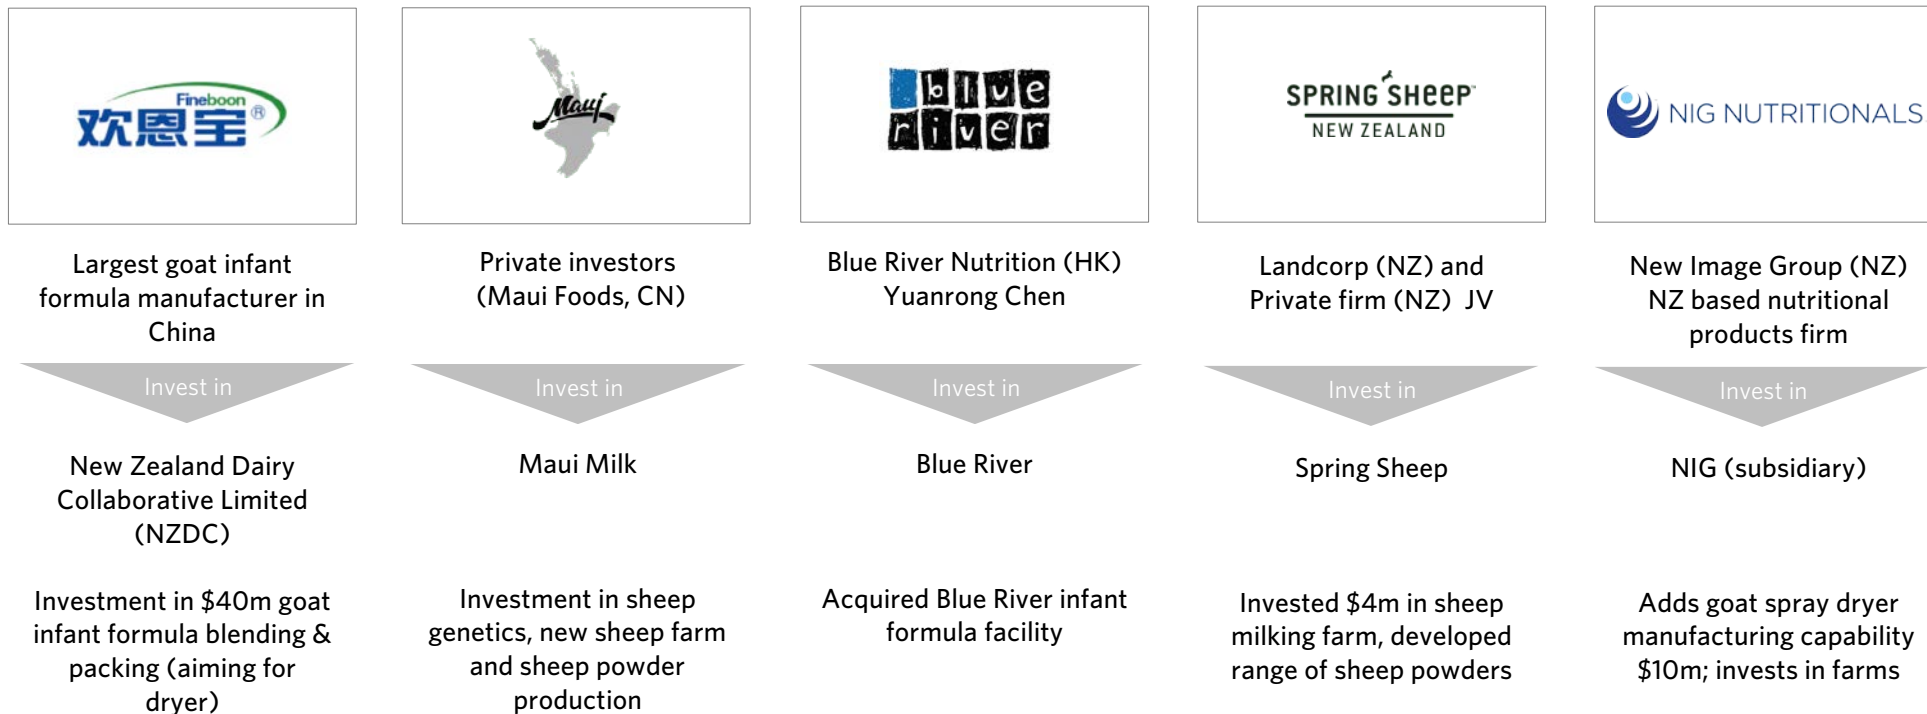 Fineboon
欢恩宝®
Maui
blue
river
SPRING SHEEP™
NEW ZEALAND
NIG NUTRITIONALS
Largest goat infant
formula manufacturer in
China
Private investors
(Maui Foods, CN)
Blue River Nutrition (HK)
Yuanrong Chen
Landcorp (NZ) and
Private firm (NZ) JV
New Image Group (NZ)
NZ based nutritional
products firm
Invest in
Invest in
Invest in
Invest in
Invest in
New Zealand Dairy
Collaborative Limited
(NZDC)
Maui Milk
Blue River
Spring Sheep
NIG (subsidiary)
Investment in $40m goat
infant formula blending &
packing (aiming for
dryer)
Investment in sheep
genetics, new sheep farm
and sheep powder
production
Acquired Blue River infant
formula facility
Invested $4m in sheep
milking farm, developed
range of sheep powders
Adds goat spray dryer
manufacturing capability
$10m; invests in farms